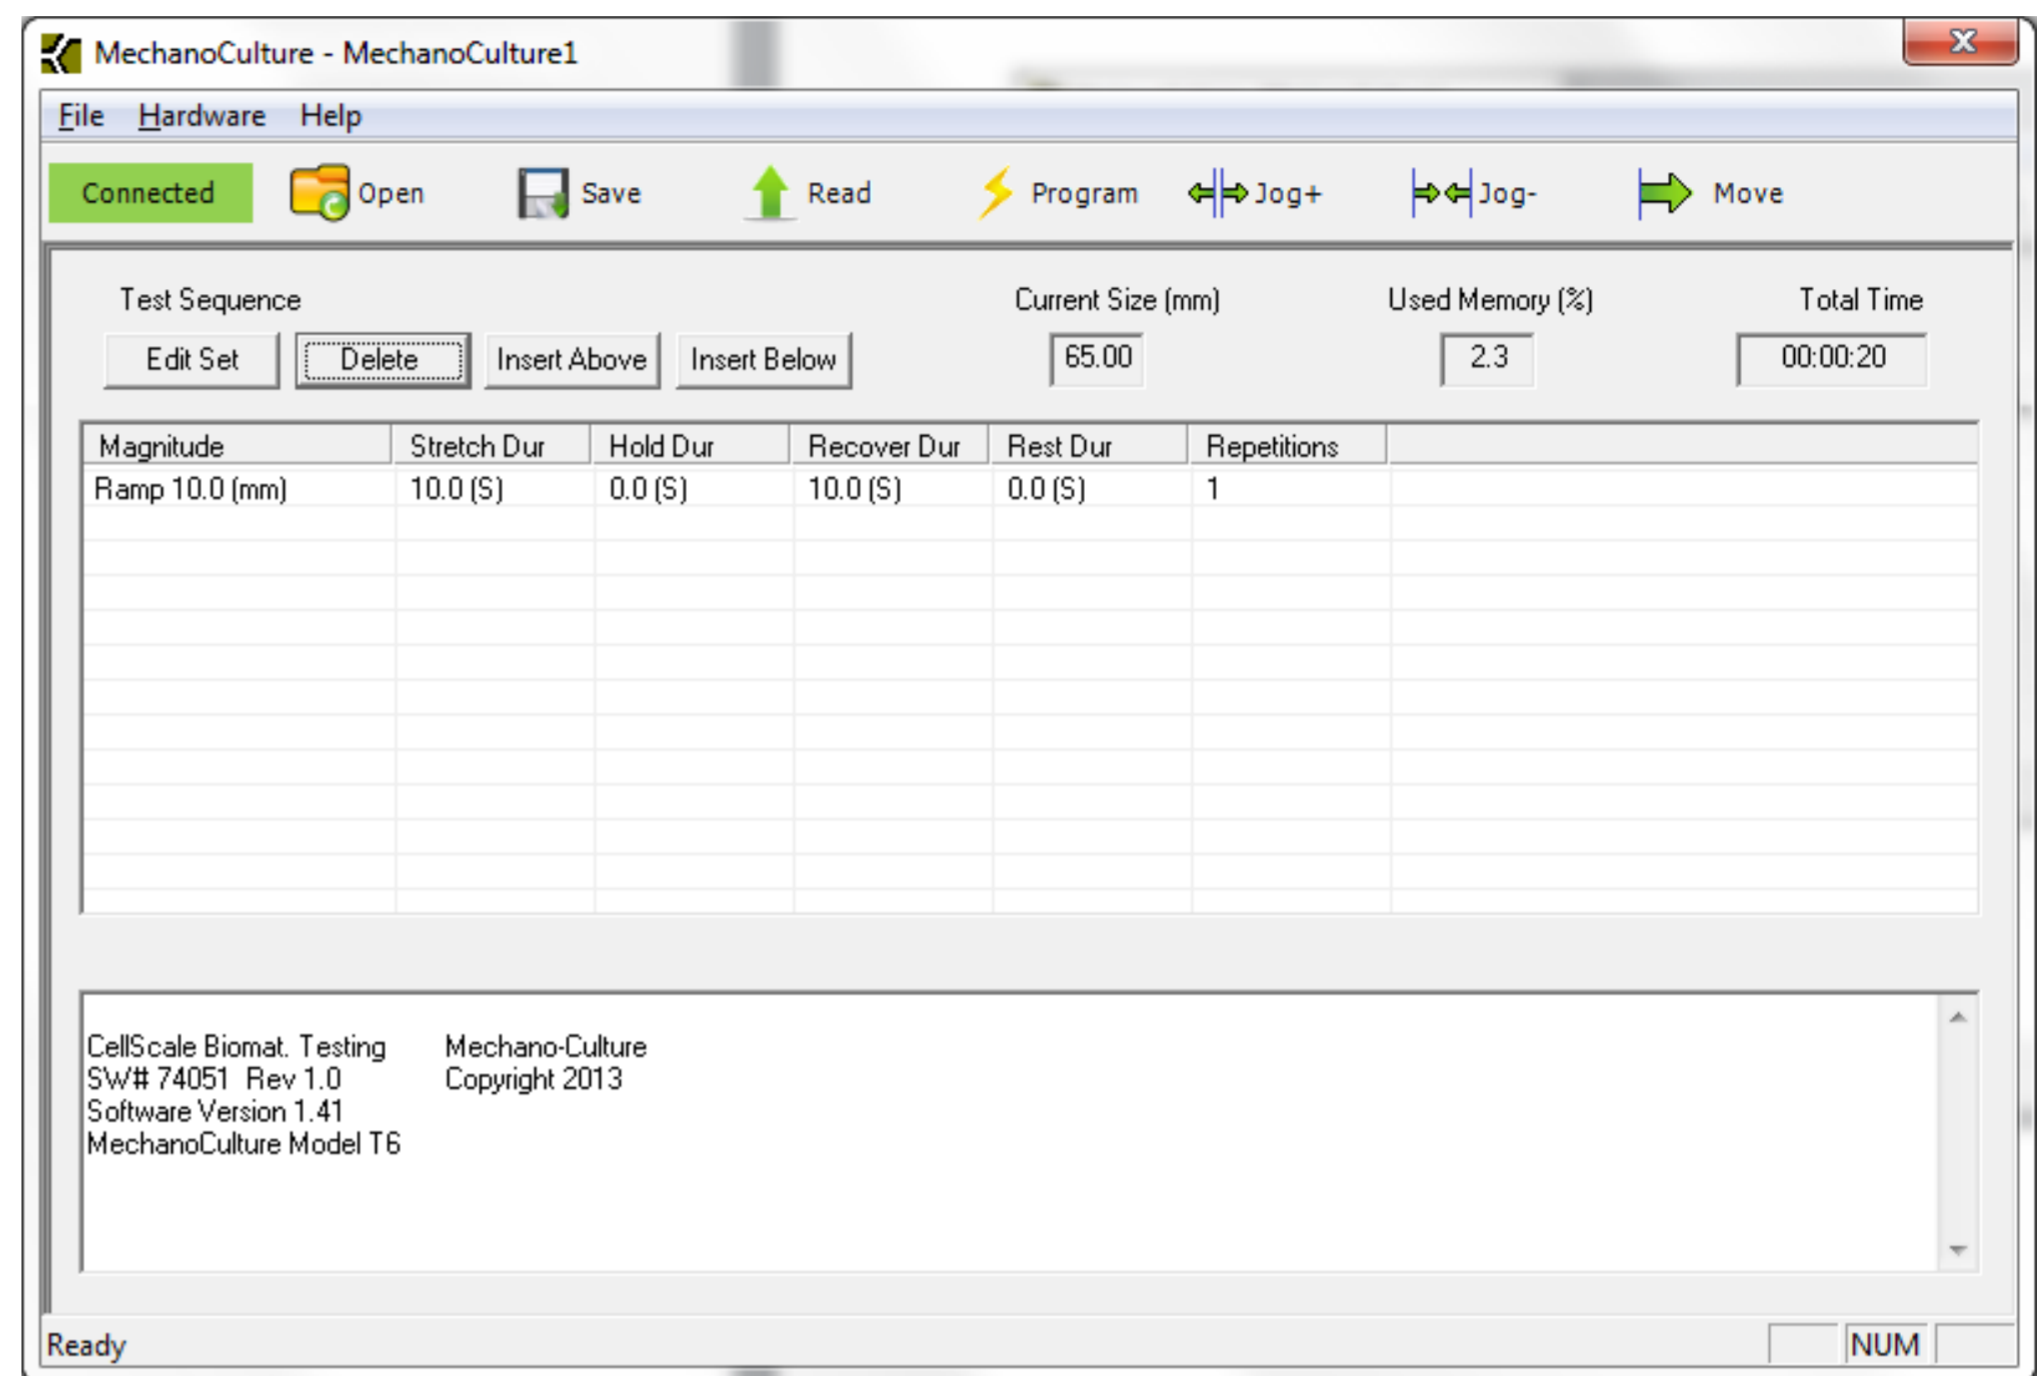 MechanoCulture - MechanoCulture1
x
File Hardware Help
Connected Open Save Read Program Jog+ Jog- Move
Test Sequence Current Size (mm) Used Memory (%) Total Time
Edit Set Delete Insert Above Insert Below 65.00 2.3 00:00:20
Magnitude Stretch Dur Hold Dur Recover Dur Rest Dur Repetitions
Ramp 10.0 (mm) 10.0 (S) 0.0 (S) 10.0 (S) 0.0 (S) 1
CellScale Biomat. Testing Mechano-Culture
SW# 74051 Rev 1.0 Copyright 2013
Software Version 1.41
MechanoCulture Model T6
Ready NUM